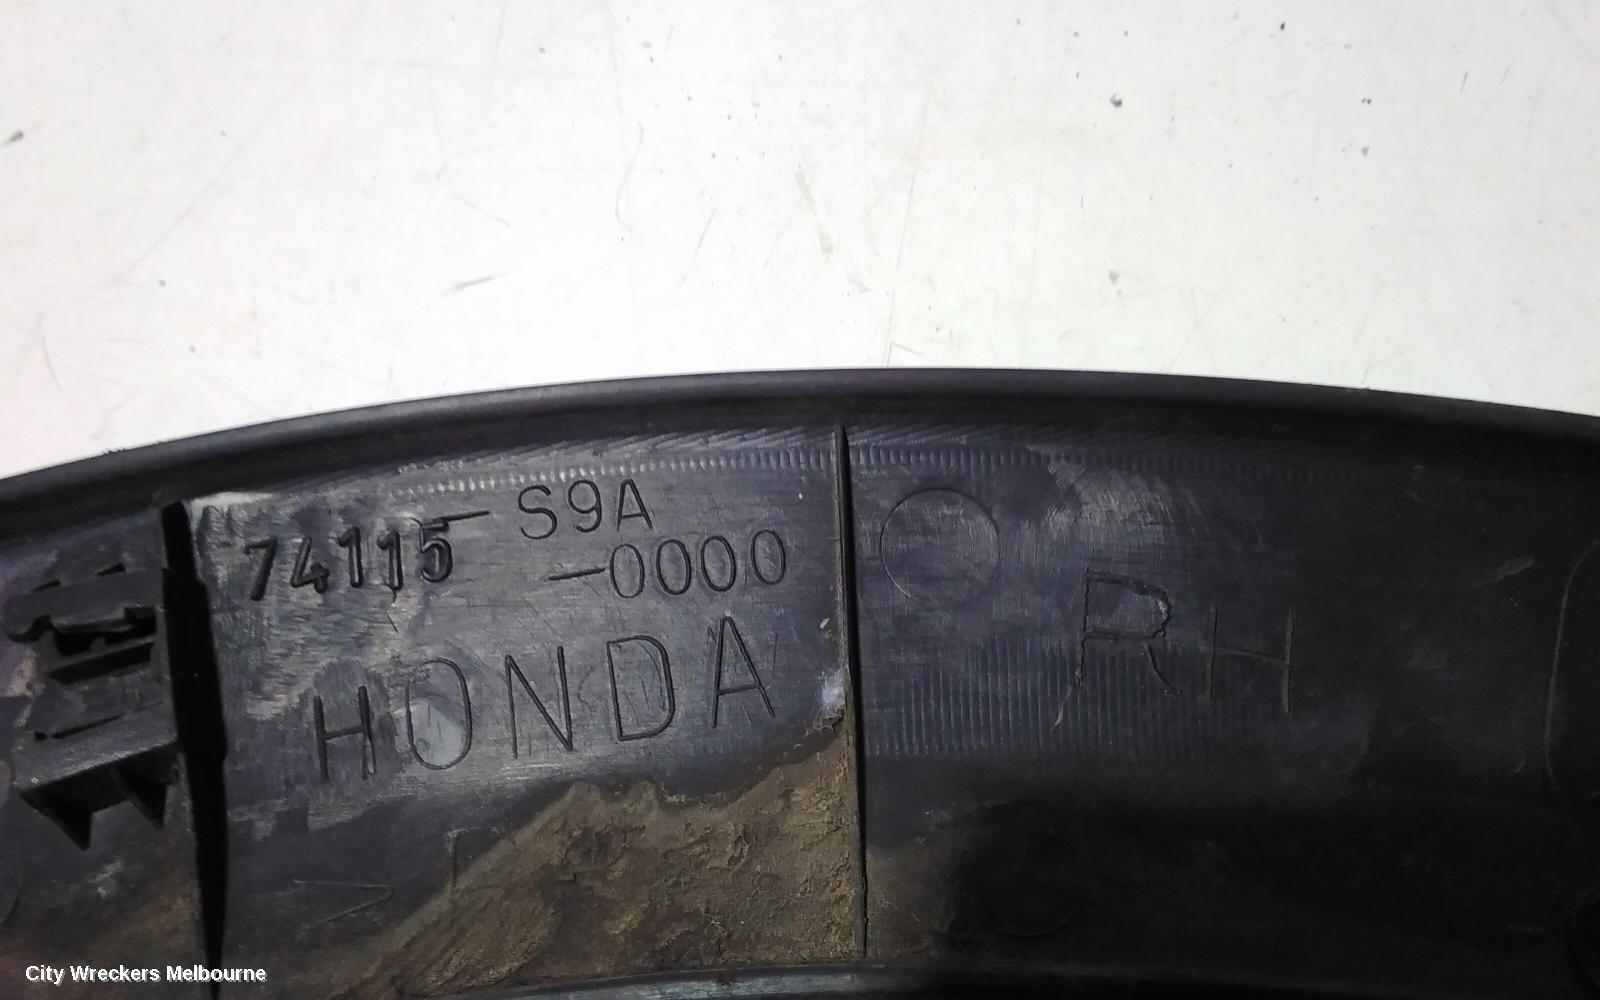 74115-S9A
-0000
HONDA
RH
City Wreckers Melbourne